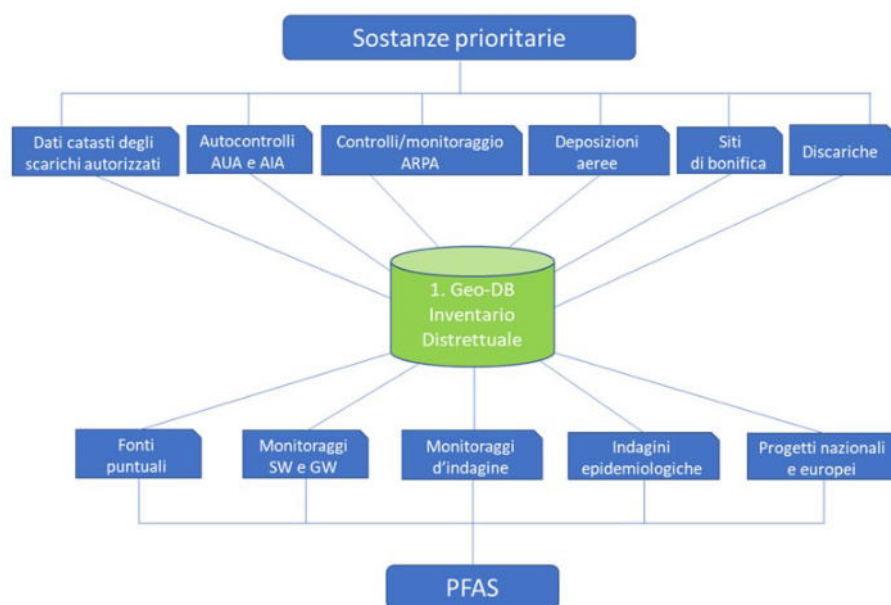 Sostanze prioritarie
Dati catasti degli
scarichi autorizzati
Autocontrolli
AUA e AIA
Controlli/monitoraggio
ARPA
Deposizioni
aeree
Siti
di bonifica
Discariche
1. Geo-DB
Inventario
Distrettuale
Fonti
puntuali
Monitoraggi
SW e GW
Monitoraggi
d'indagine
Indagini
epidemiologiche
Progetti nazionali
e europei
PFAS